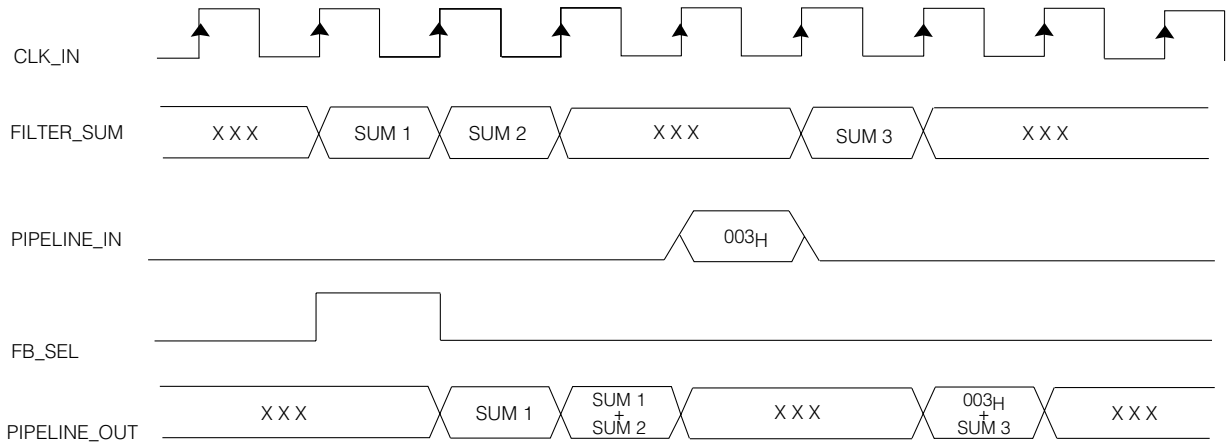 CLK_IN
FILTER_SUM
X X X
SUM 1
SUM 2
X X X
SUM 3
X X X
PIPELINE_IN
003H
FB_SEL
PIPELINE_OUT
X X X
SUM 1
SUM 1
+
SUM 2
X X X
003H
+
SUM 3
X X X